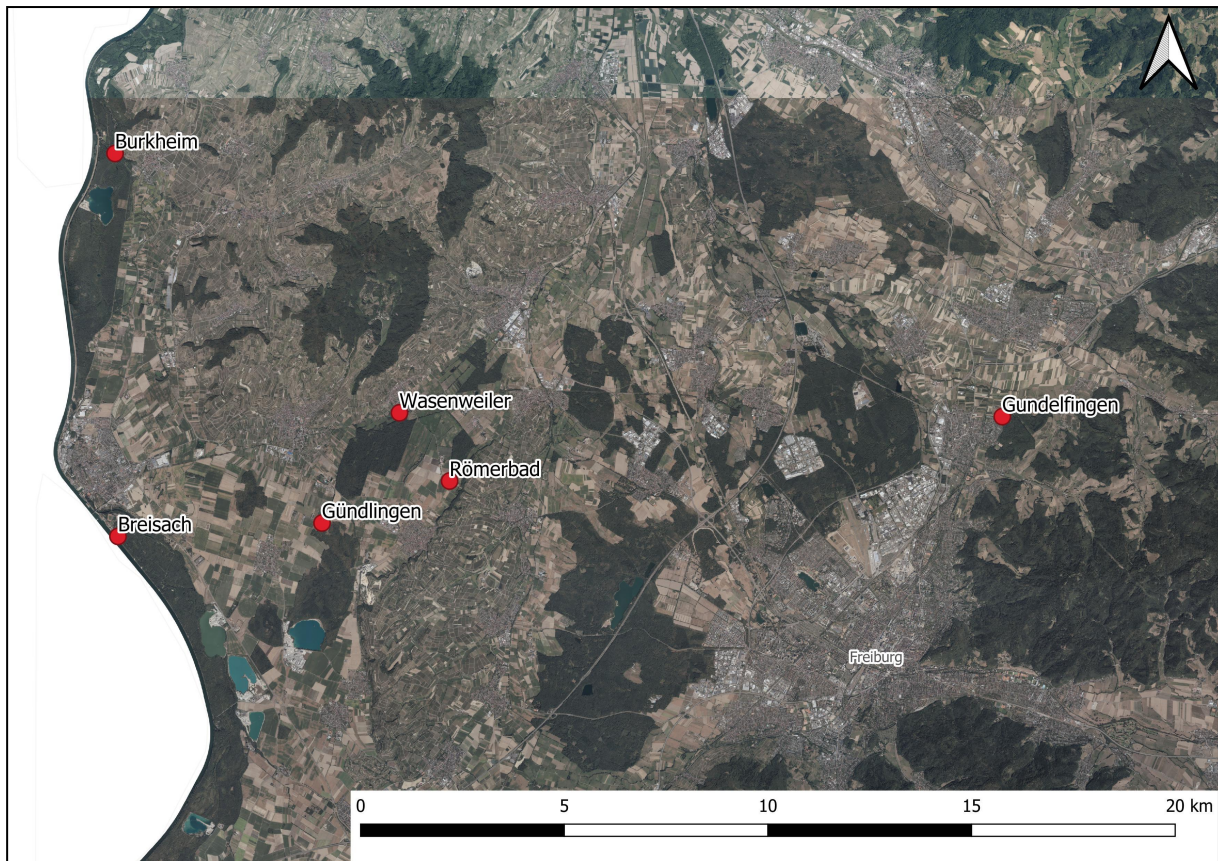 Burkheim
Wasenweiler
Gundelfingen
Römerbad
Gündlingen
Breisach
Freiburg
0 5 10 15 20 km